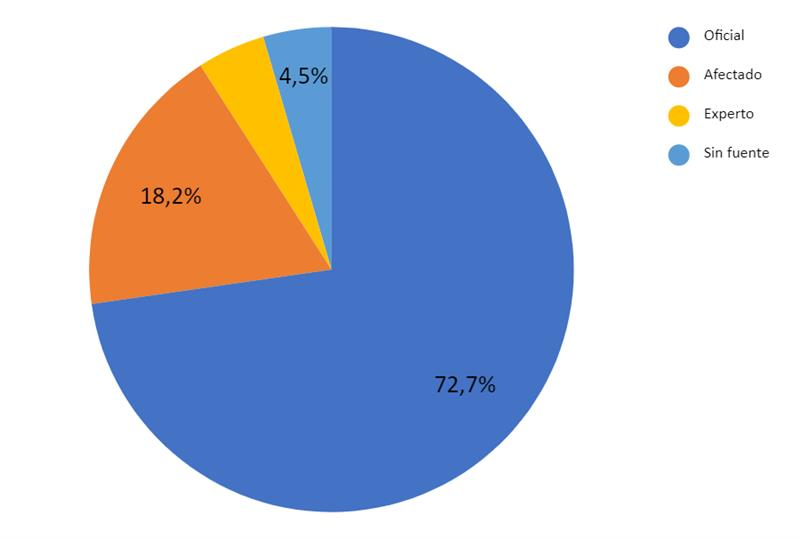 Oficial
Afectado
Experto
Sin fuente
4,5%
18,2%
72,7%